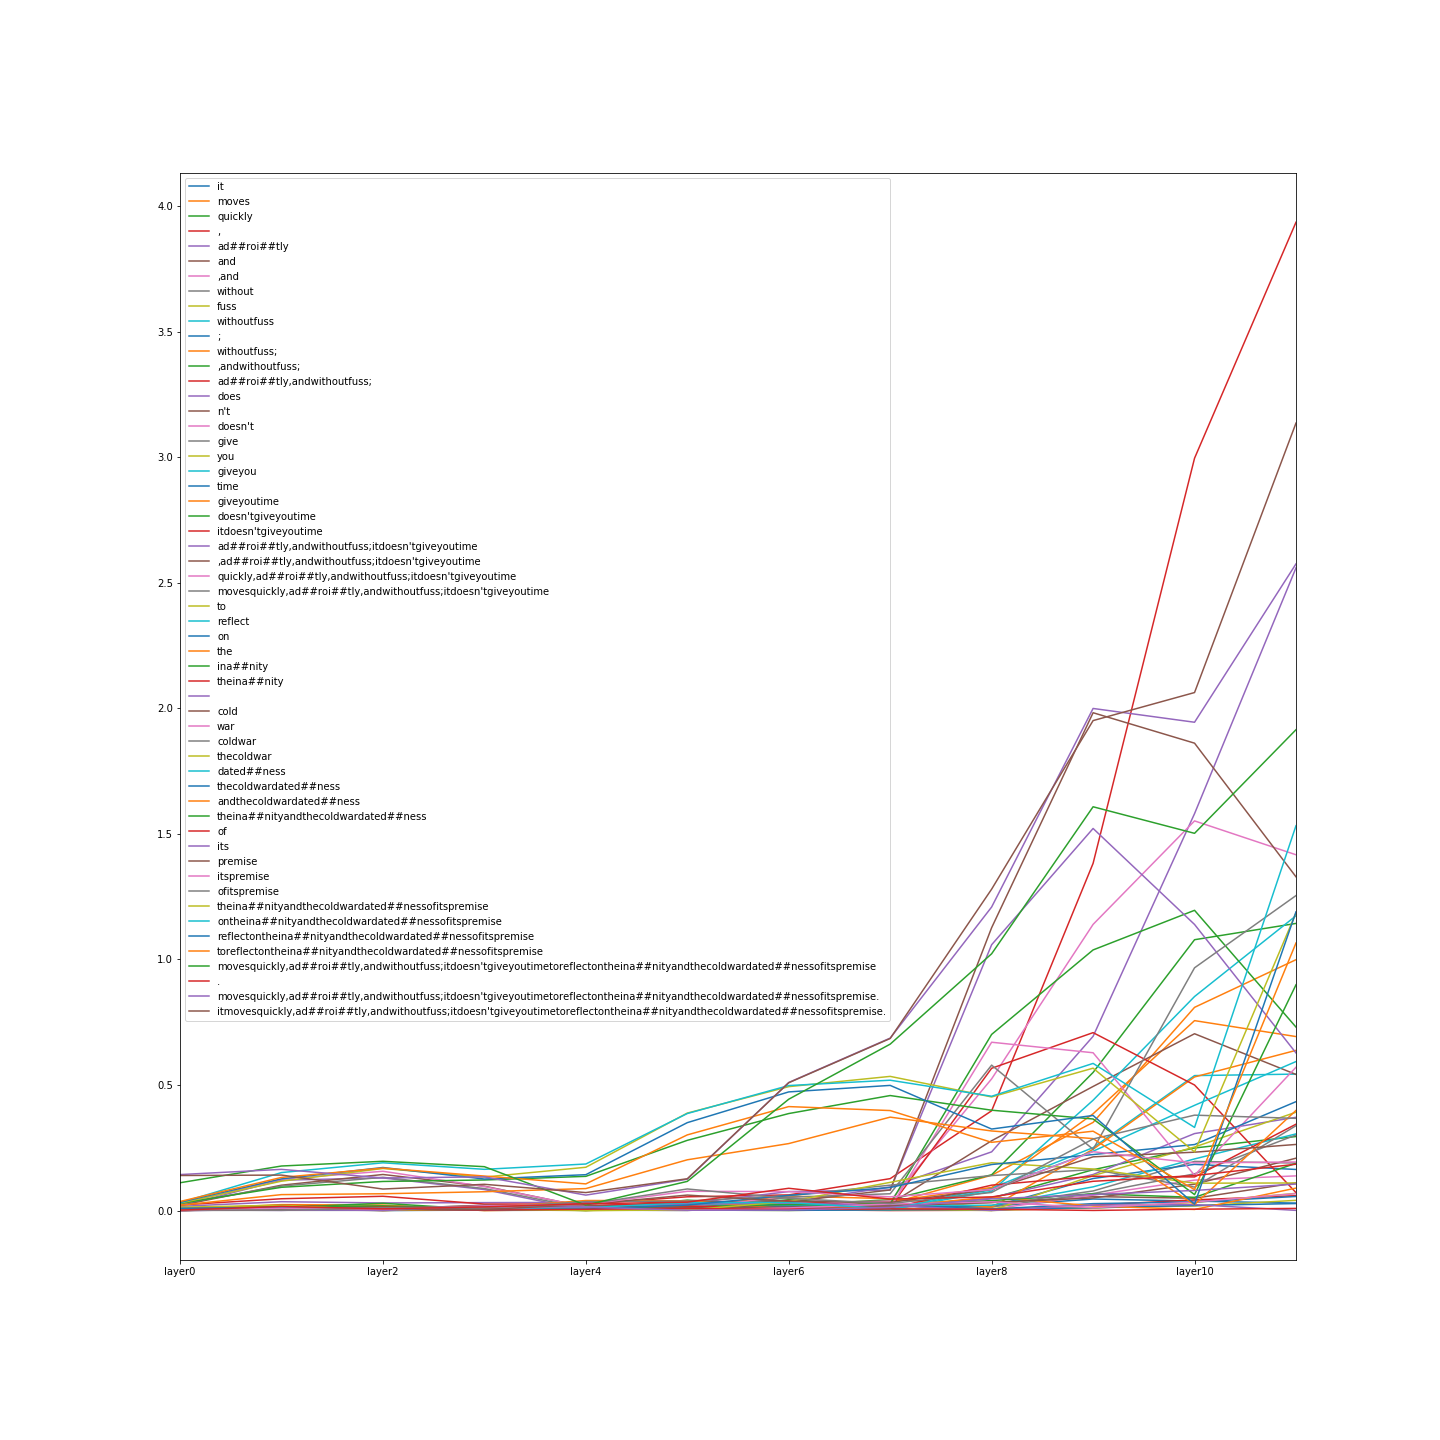 4.0
3.5
3.0
2.5
2.0
1.5
1.0
0.5
0.0
it
moves
quickly
,
ad##roi##tly
and
,and
without
fuss
withoutfuss
;
withoutfuss;
,andwithoutfuss;
ad##roi##tly,andwithoutfuss;
does
n't
doesn't
give
you
giveyou
time
giveyoutime
doesn'tgiveyoutime
itdoesn'tgiveyoutime
ad##roi##tly,andwithoutfuss;itdoesn'tgiveyoutime
,ad##roi##tly,andwithoutfuss;itdoesn'tgiveyoutime
quickly,ad##roi##tly,andwithoutfuss;itdoesn'tgiveyoutime
movesquickly,ad##roi##tly,andwithoutfuss;itdoesn'tgiveyoutime
to
reflect
on
the
ina##nity
theina##nity
cold
war
coldwar
thecoldwar
dated##ness
thecoldwardated##ness
andthecoldwardated##ness
theina##nityandthecoldwardated##ness
of
its
premise
itspremise
ofitspremise
theina##nityandthecoldwardated##nessofitspremise
ontheina##nityandthecoldwardated##nessofitspremise
reflectontheina##nityandthecoldwardated##nessofitspremise
toreflectontheina##nityandthecoldwardated##nessofitspremise
movesquickly,ad##roi##tly,andwithoutfuss;itdoesn'tgiveyoutimetoreflectontheina##nityandthecoldwardated##nessofitspremise
.
movesquickly,ad##roi##tly,andwithoutfuss;itdoesn'tgiveyoutimetoreflectontheina##nityandthecoldwardated##nessofitspremise.
itmovesquickly,ad##roi##tly,andwithoutfuss;itdoesn'tgiveyoutimetoreflectontheina##nityandthecoldwardated##nessofitspremise.
layer0 layer2 layer4 layer6 layer8 layer10